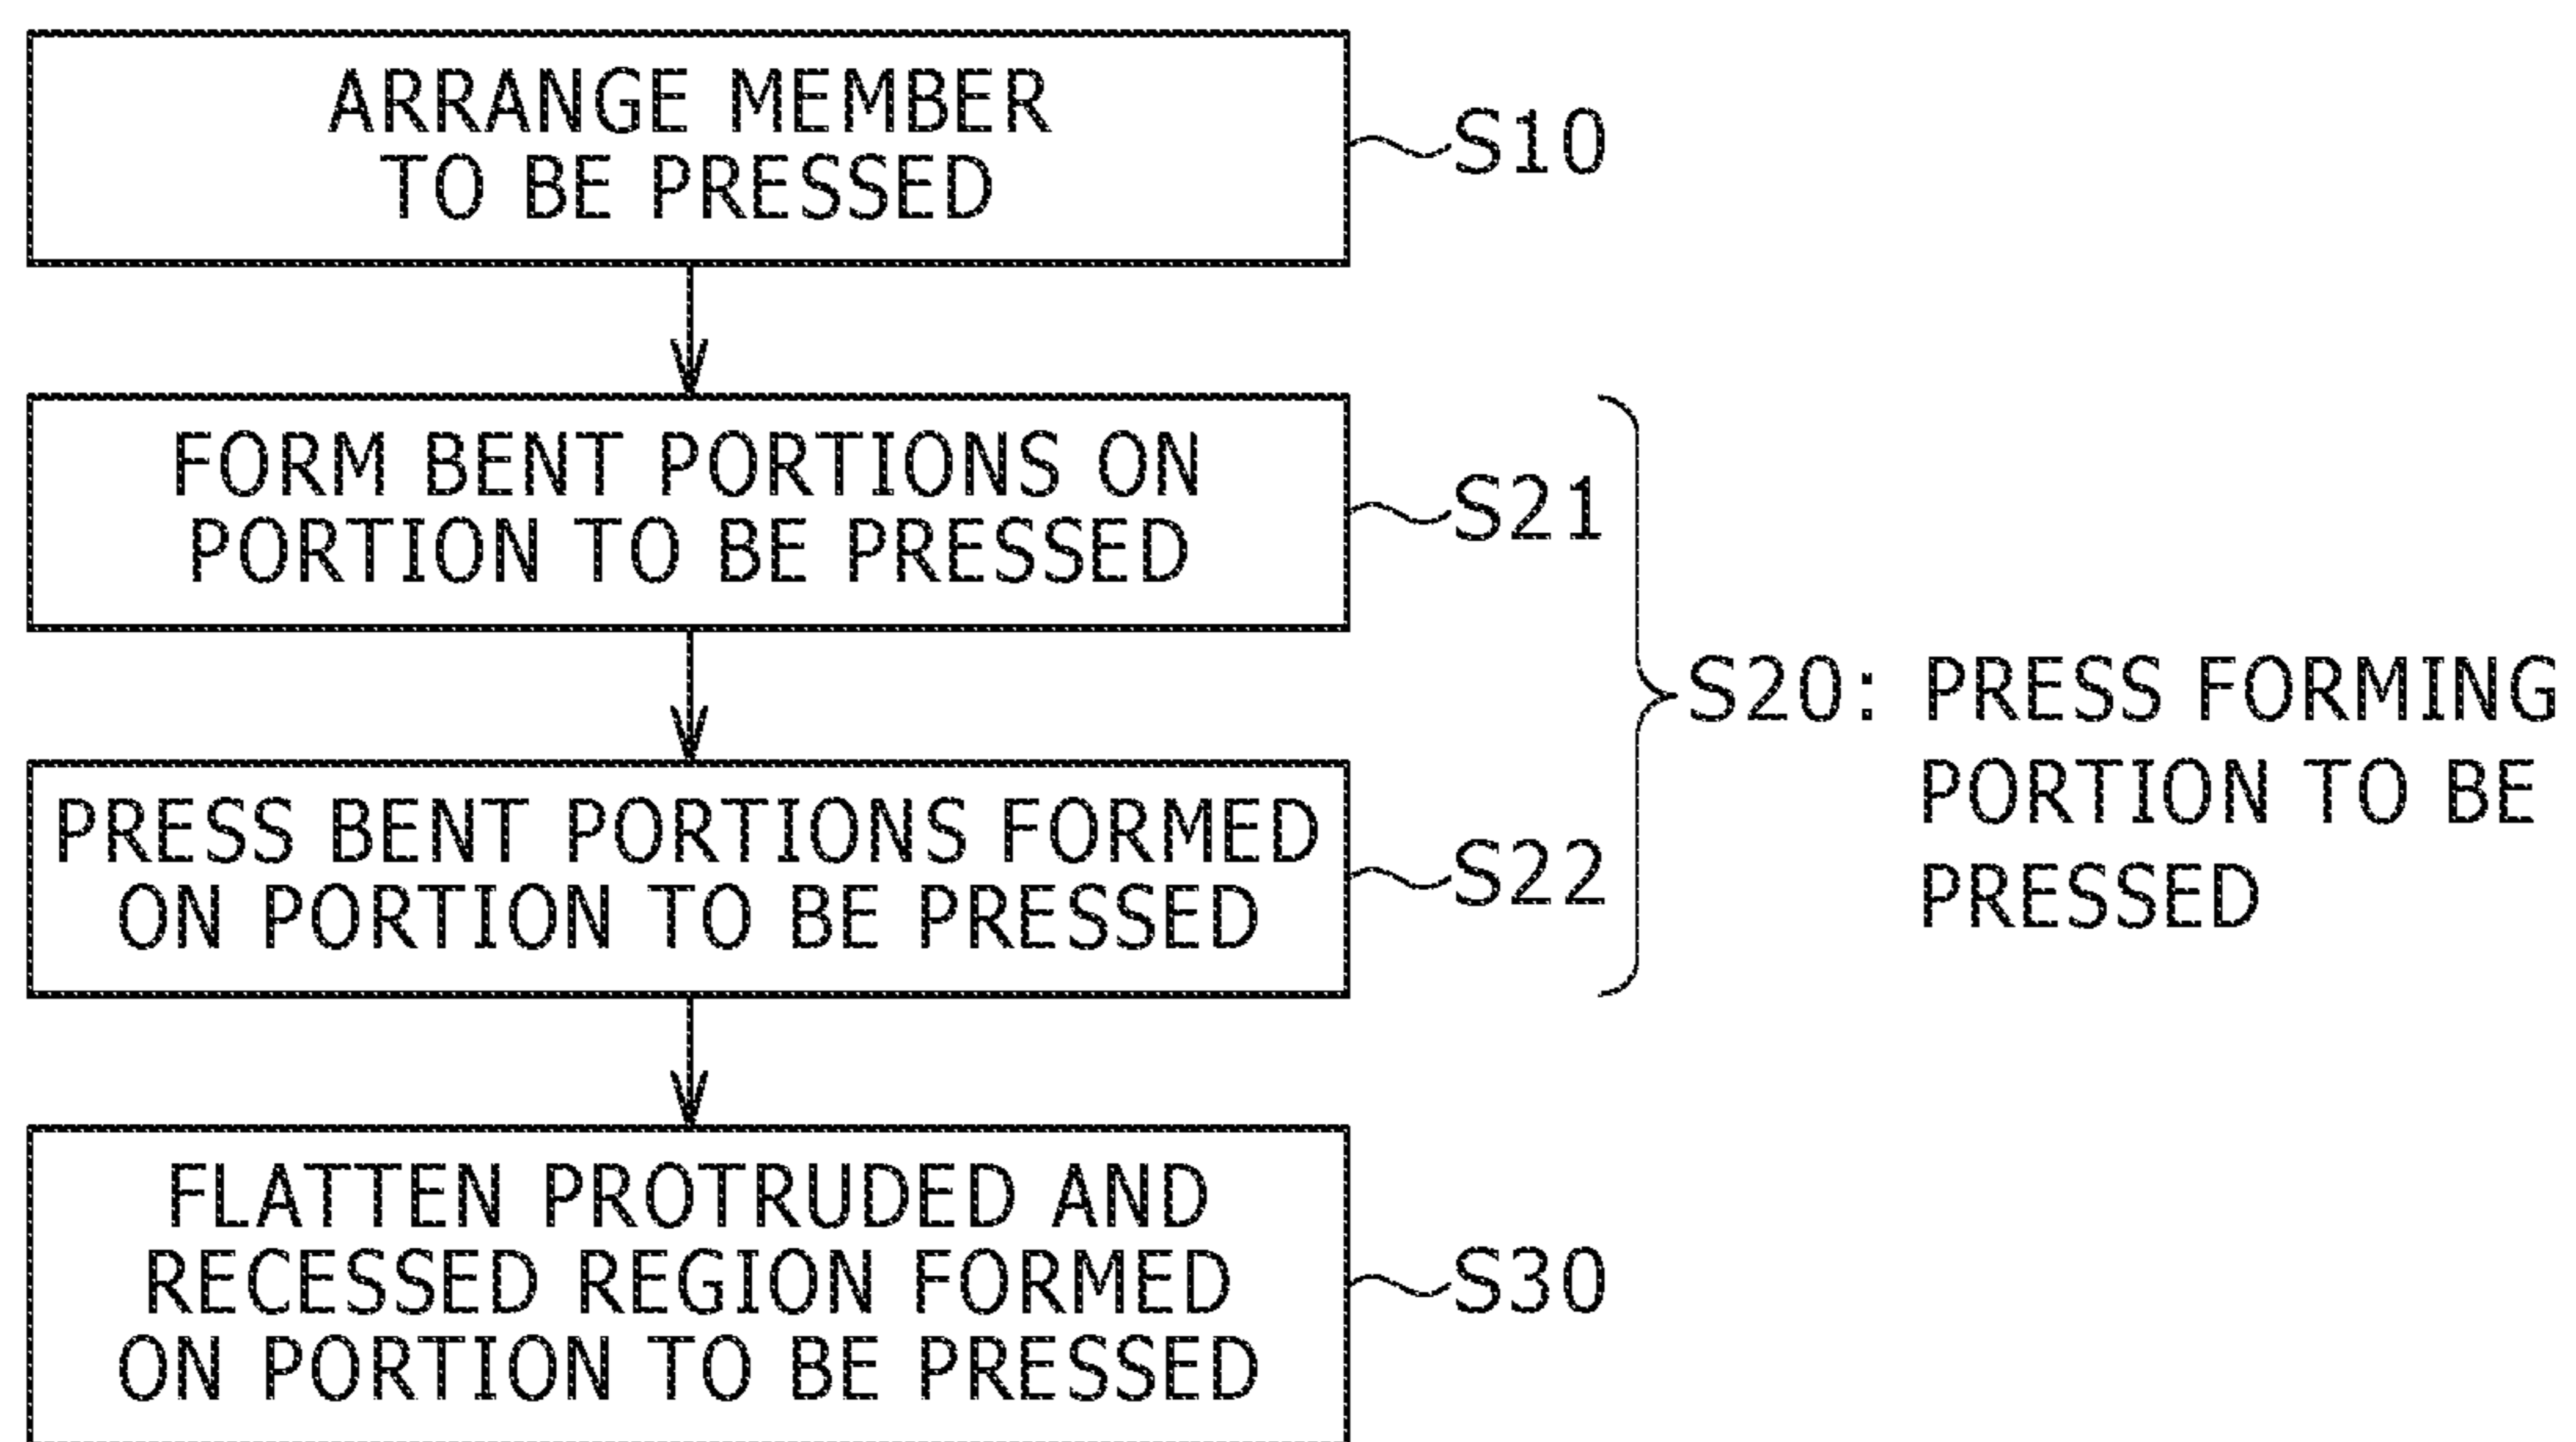 ARRANGE MEMBER
TO BE PRESSED
S10
FORM BENT PORTIONS ON
PORTION TO BE PRESSED
S21
PRESS BENT PORTIONS FORMED
ON PORTION TO BE PRESSED
S22
S20: PRESS FORMING
PORTION TO BE
PRESSED
FLATTEN PROTRUDED AND
RECESSED REGION FORMED
ON PORTION TO BE PRESSED
S30